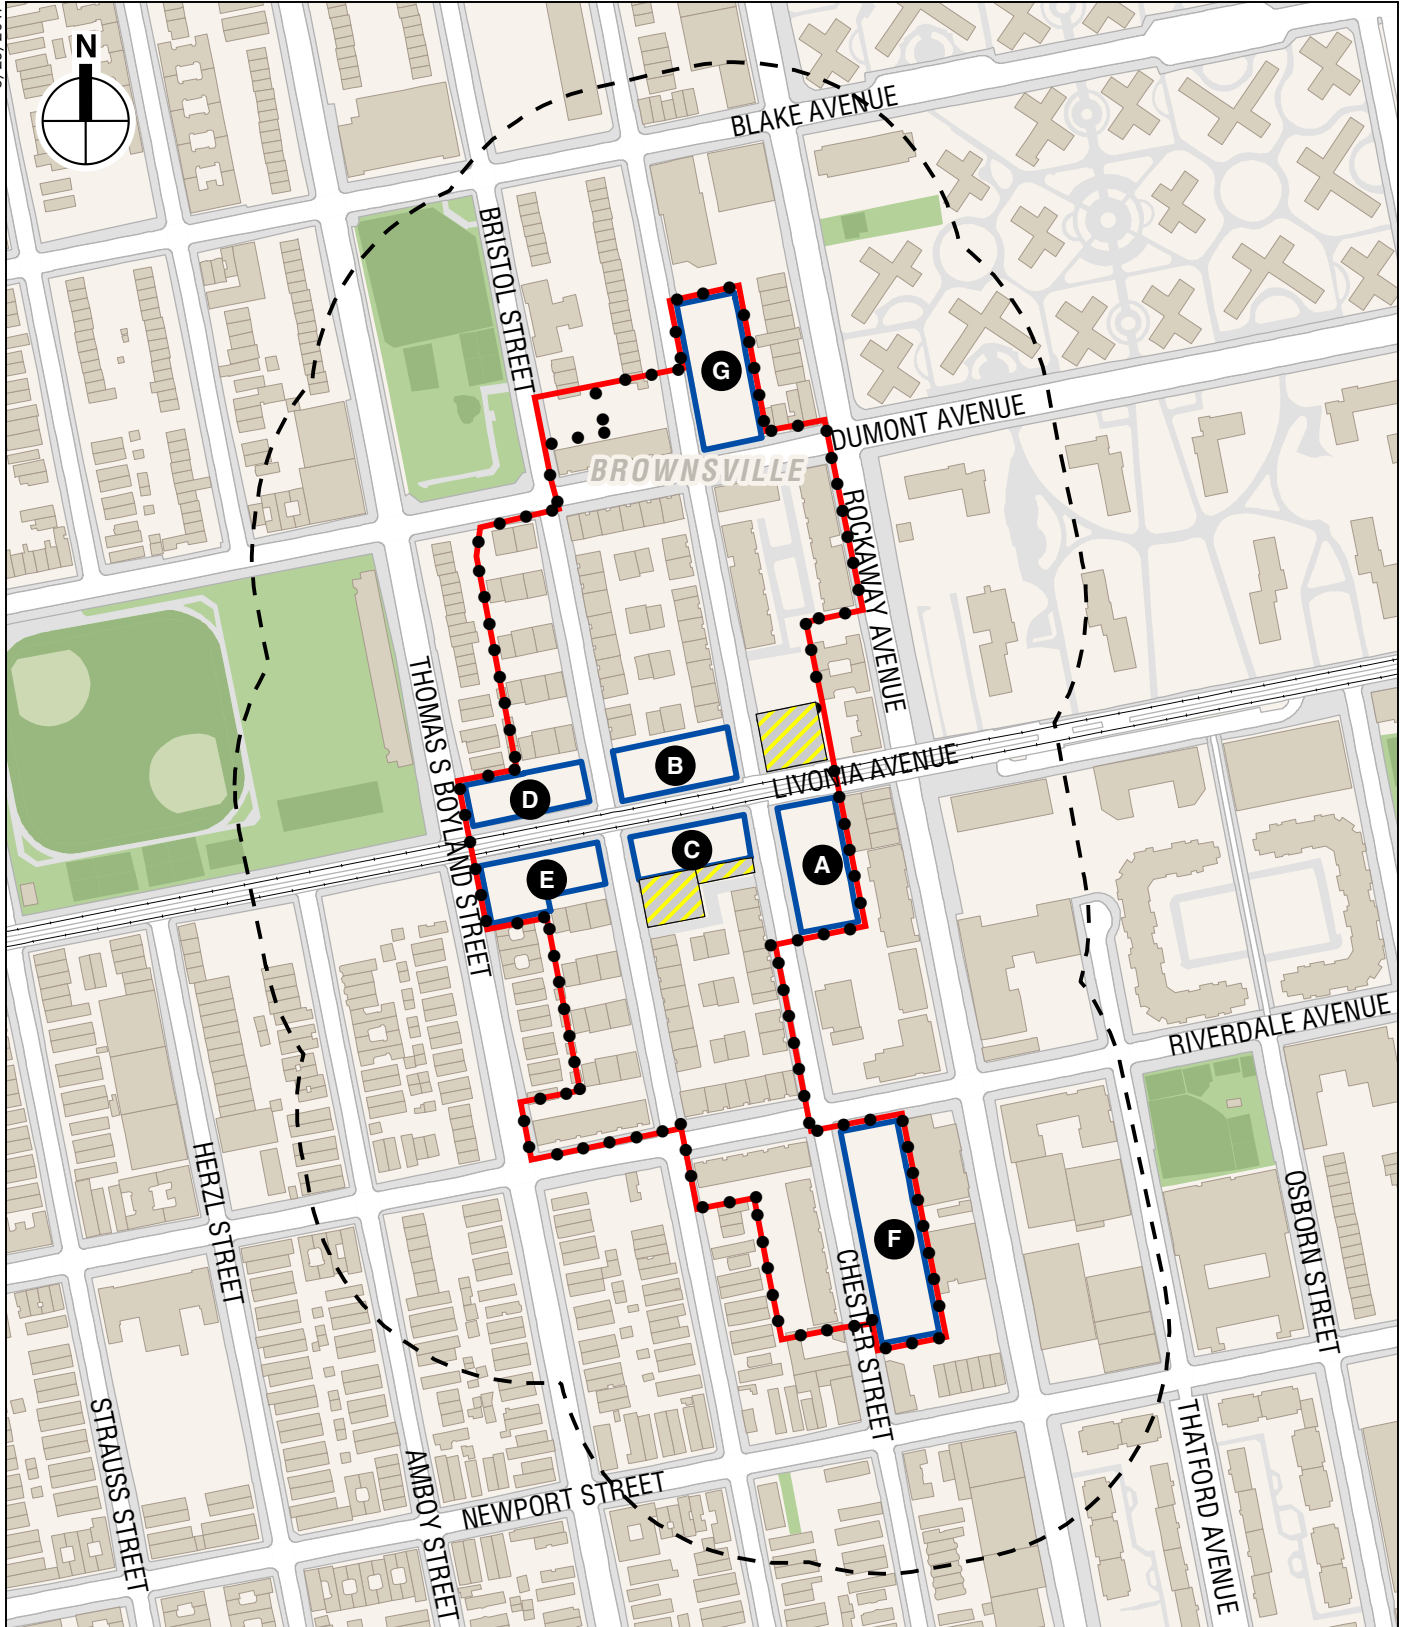 N
BLAKE AVENUE
BRISTOL STREET
G
DUMONT AVENUE
BROWNSVILLE
ROCKAWAY AVENUE
THOMAS S BOYLAND STREET
B
LIVONIA AVENUE
D
C
A
E
RIVERDALE AVENUE
HERZL STREET
OSBORN STREET
F
CHESTER STREET
STRAUSS STREET
AMBOY STREET
NEWPORT STREET
THATFORD AVENUE